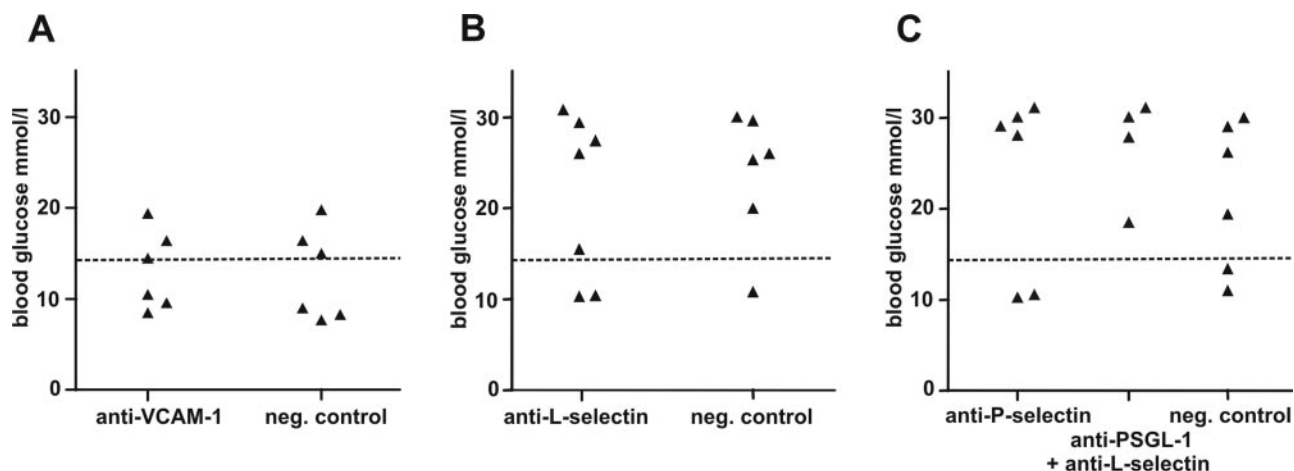 A
blood glucose mmol/l
30
20
10
0
anti-VCAM-1
neg. control
B
blood glucose mmol/l
30
20
10
0
anti-L-selectin
neg. control
C
blood glucose mmol/l
30
20
10
0
anti-P-selectin
anti-PSGL-1
+ anti-L-selectin
neg. control